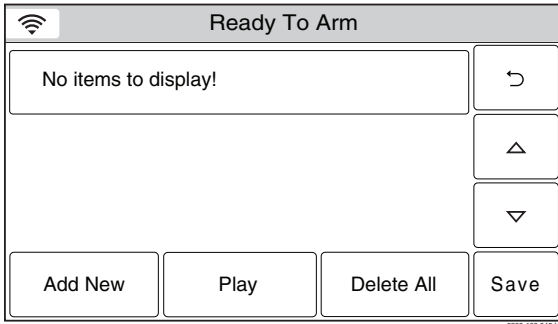 Ready To Arm
No items to display!
Add New
Play
Delete All
Save